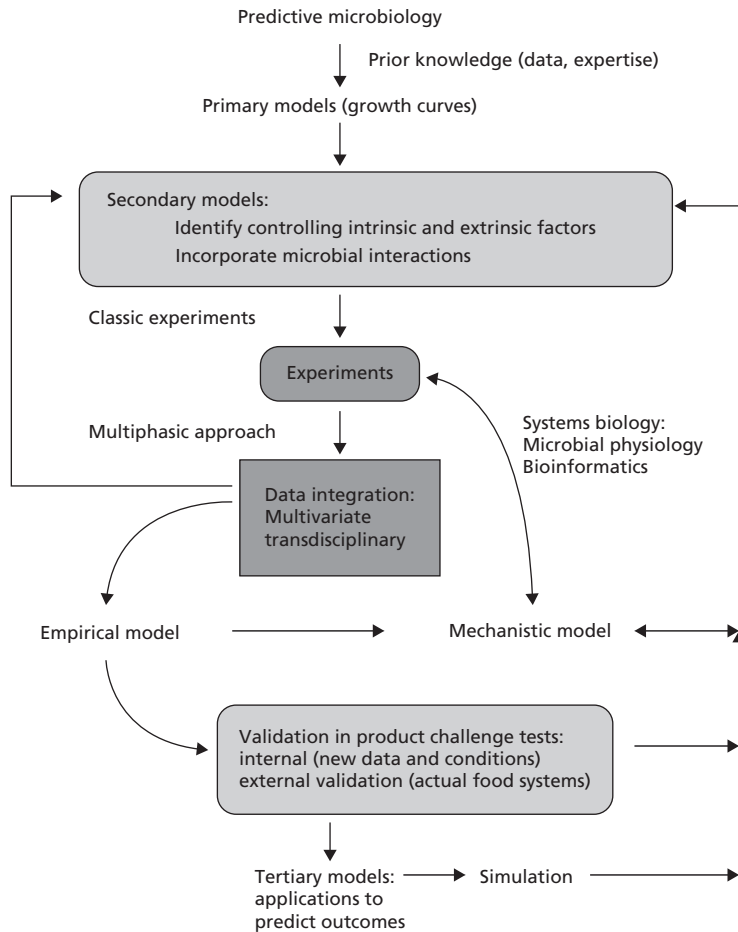 Predictive microbiology
Prior knowledge (data, expertise)
Primary models (growth curves)
Secondary models:
Identify controlling intrinsic and extrinsic factors
Incorporate microbial interactions
Classic experiments
Experiments
Multiphasic approach
Systems biology:
Microbial physiology
Bioinformatics
Data integration:
Multivariate
transdisciplinary
Empirical model
Mechanistic model
Validation in product challenge tests:
internal (new data and conditions)
external validation (actual food systems)
Tertiary models:
applications to
predict outcomes
Simulation